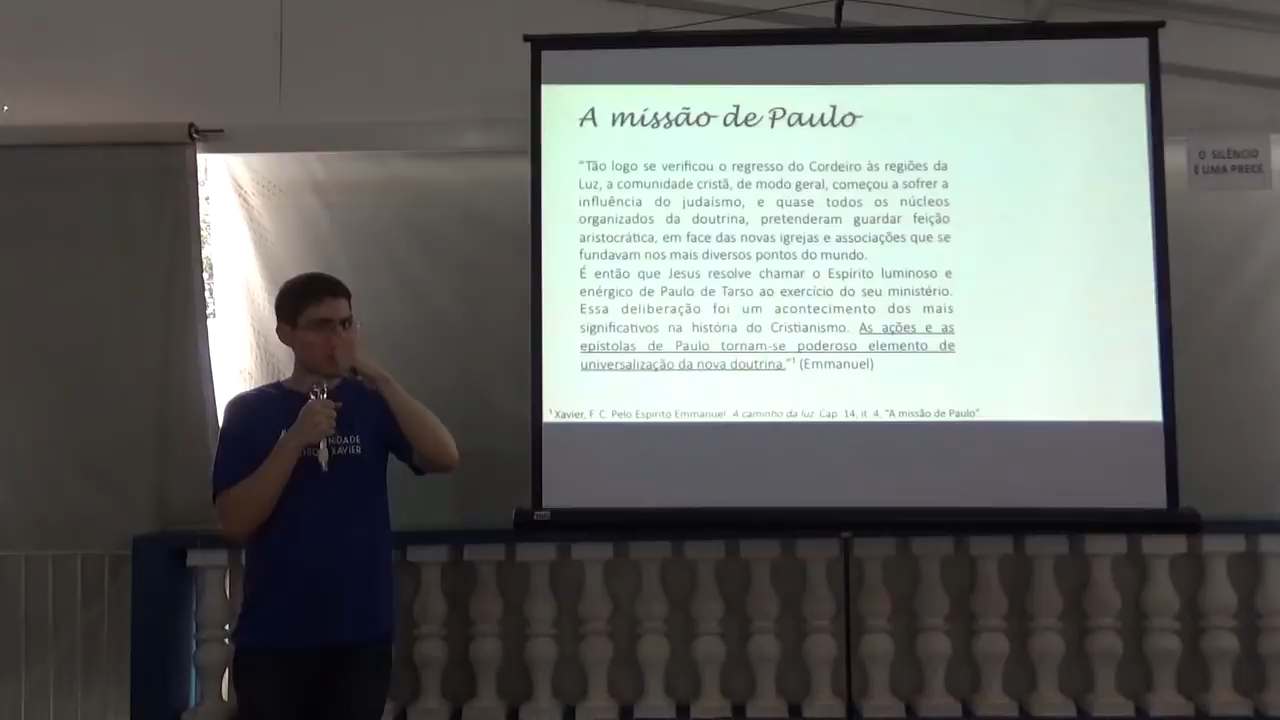 A missão de Paulo
"Tão logo se verificou o regresso do Cordeiro às regiões da
Luz, a comunidade cristã, de modo geral, começou a sofrer a
influência do judaísmo, e quase todos os núcleos
organizados da doutrina, pretenderam guardar feição
aristocrática, em face das novas igrejas e associações que se
fundavam nos mais diversos pontos do mundo.
É então que Jesus resolve chamar o Espírito luminoso e
enérgico de Paulo de Tarso ao exercício do seu ministério.
Essa deliberação foi um acontecimento dos mais
significativos na história do Cristianismo. As ações e as
epístolas de Paulo tornam-se poderoso elemento de
universalização da nova doutrina."¹ (Emmanuel)
¹ Xavier, F. C. Pelo Espírito Emmanuel. A caminho da luz. Cap. 14, it. 4, "A missão de Paulo".
O SILÊNCIO
É UMA PRECE
XAVIER